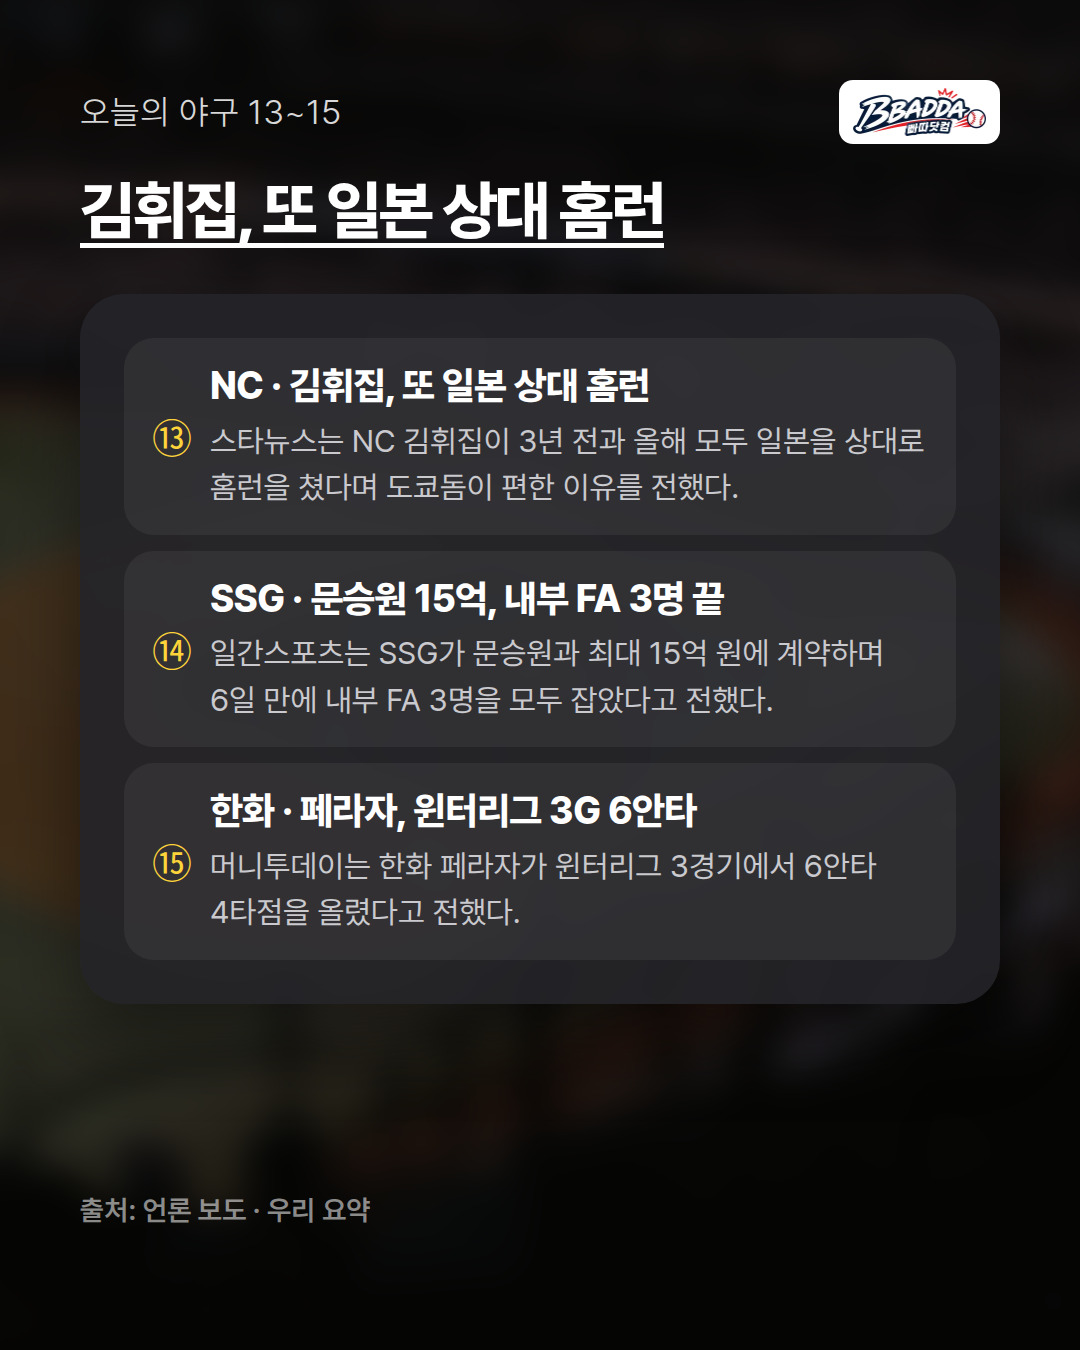 오늘의 야구 13~15
BBADDA
빠따닷컴
김휘집, 또 일본 상대 홈런
NC · 김휘집, 또 일본 상대 홈런
⑬ 스타뉴스는 NC 김휘집이 3년 전과 올해 모두 일본을 상대로
홈런을 쳤다며 도쿄돔이 편한 이유를 전했다.
SSG · 문승원 15억, 내부 FA 3명 끝
⑭ 일간스포츠는 SSG가 문승원과 최대 15억 원에 계약하며
6일 만에 내부 FA 3명을 모두 잡았다고 전했다.
한화 · 페라자, 윈터리그 3G 6안타
⑮ 머니투데이는 한화 페라자가 윈터리그 3경기에서 6안타
4타점을 올렸다고 전했다.
출처: 언론 보도 · 우리 요약